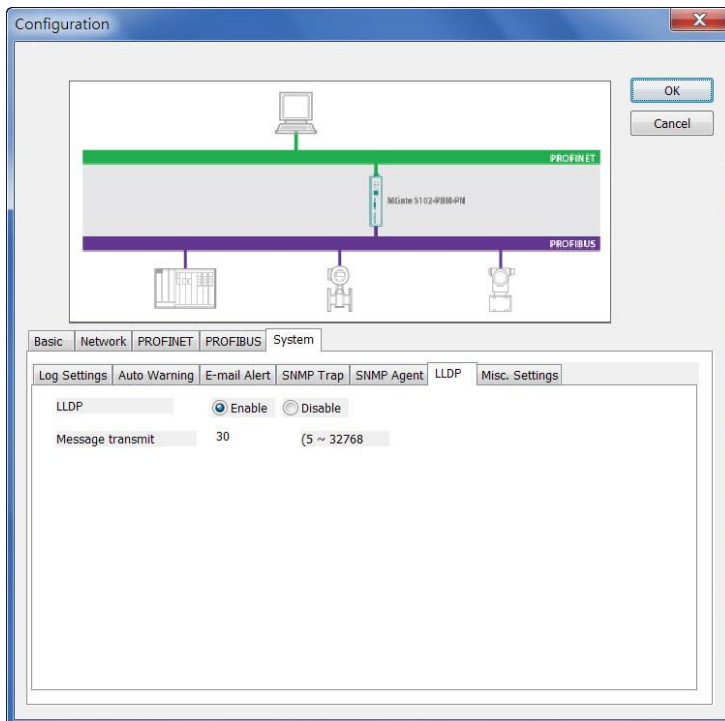 Configuration
OK
Cancel
PROFINET
MGate 5102-PBM-PN
PROFIBUS
Basic Network PROFINET PROFIBUS System
Log Settings Auto Warning E-mail Alert SNMP Trap SNMP Agent LLDP Misc. Settings
LLDP Enable Disable
Message transmit 30 (5 ~ 32768